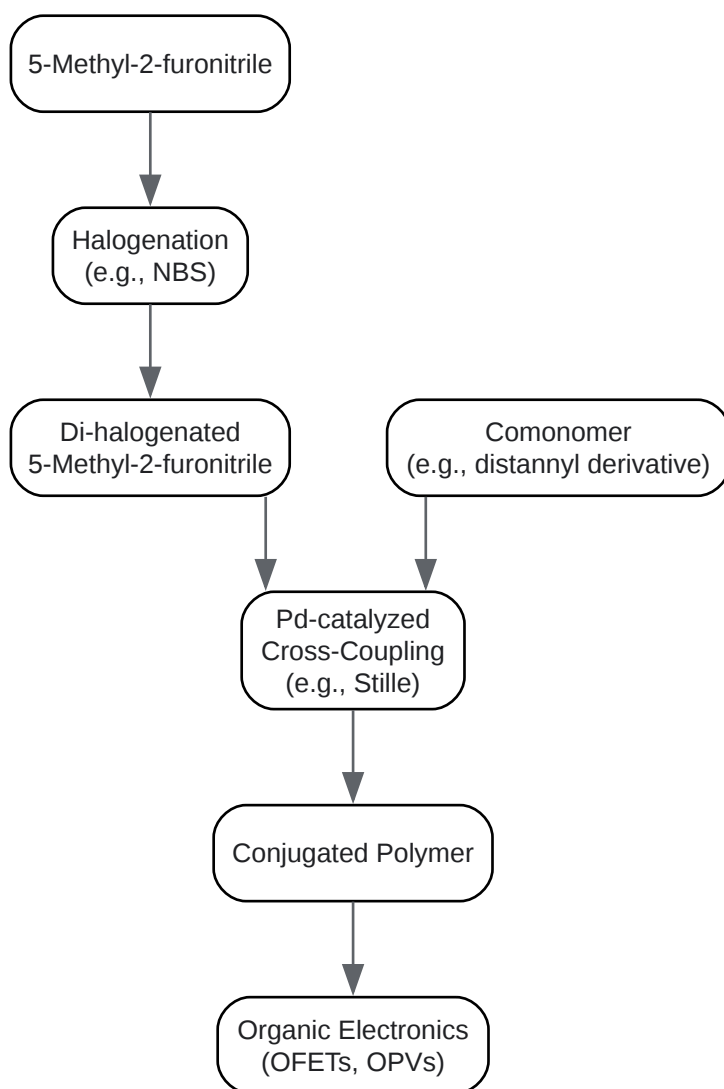 5-Methyl-2-furonitrile
Halogenation
(e.g., NBS)
Di-halogenated
5-Methyl-2-furonitrile
Comonomer
(e.g., distannyl derivative)
Pd-catalyzed
Cross-Coupling
(e.g., Stille)
Conjugated Polymer
Organic Electronics
(OFETs, OPVs)